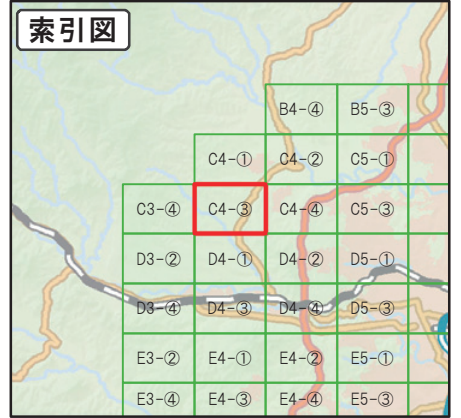 索引図
B4-④ B5-③
C4-① C4-② C5-①
C3-④ C4-③ C4-④ C5-③
D3-② D4-① D4-② D5-①
D3-④ D4-③ D4-④ D5-③
E3-② E4-① E4-② E5-①
E3-④ E4-③ E4-④ E5-③